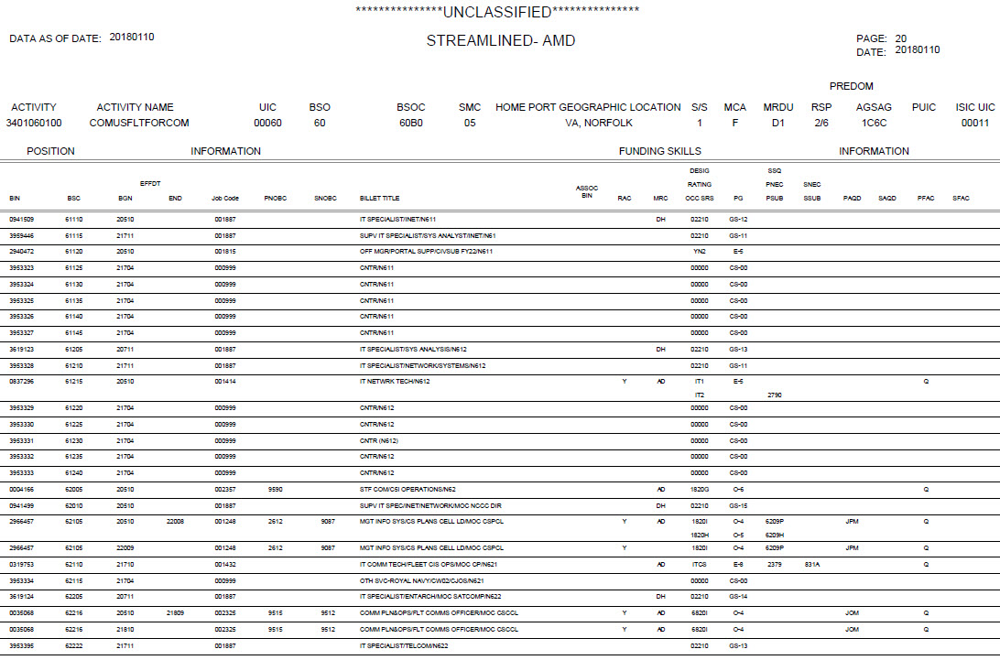 ***************UNCLASSIFIED***************
DATA AS OF DATE: 20180110 STREAMLINED- AMD PAGE: 20
DATE: 20180110
PREDOM
ACTIVITY ACTIVITY NAME UIC BSO BSOC SMC HOME PORT GEOGRAPHIC LOCATION S/S MCA MRDU RSP AGSAG PUIC ISIC UIC
3401060100 COMUSFLTFORCOM 00060 60 60B0 05 VA, NORFOLK 1 F D1 2/6 1C6C 00011
POSITION INFORMATION FUNDING SKILLS INFORMATION
DESIG SSQ
EFFDT RATING PNEC SNEC
ASSOC
BIN BSC BGN END Job Code PNOBC SNOBC BILLET TITLE BIN RAC MRC OCC SRS PG PSUB SSUB PAQD SAQD PFAC SFAC
0941509 61110 20510 001887 IT SPECIALIST/INET/N611 DH 02210 GS-12
3959446 61115 21711 001887 SUPV IT SPECIALIST/SYS ANALYST/INET/N61 02210 GS-11
2940472 61120 20510 001815 OFF MGR/PORTAL SUPP/CIVSUB FY22/N611 YN2 E-5
3953323 61125 21704 000999 CNTR/N611 00000 CS-00
3953324 61130 21704 000999 CNTR/N611 00000 CS-00
3953325 61135 21704 000999 CNTR/N611 00000 CS-00
3953326 61140 21704 000999 CNTR/N611 00000 CS-00
3953327 61145 21704 000999 CNTR/N611 00000 CS-00
3619123 61205 20711 001887 IT SPECIALIST/SYS ANALYSIS/N612 DH 02210 GS-13
3953328 61210 21711 001887 IT SPECIALIST/NETWORK/SYSTEMS/N612 02210 GS-11
0837296 61215 20510 001414 IT NETWRK TECH/N612 Y AD IT1 E-5 Q
IT2 2790
3953329 61220 21704 000999 CNTR/N612 00000 CS-00
3953330 61225 21704 000999 CNTR/N612 00000 CS-00
3953331 61230 21704 000999 CNTR (N612) 00000 CS-00
3953332 61235 21704 000999 CNTR/N612 00000 CS-00
3953333 61240 21704 000999 CNTR/N612 00000 CS-00
0004166 62005 20510 002357 9590 STF COM/CSI OPERATIONS/N62 AD 1820G O-6 Q
0941499 62010 20510 001887 SUPV IT SPEC/INET/NETWORK/MOC NCCC DIR DH 02210 GS-15
2966457 62105 20510 22008 001248 2612 9087 MGT INFO SYS/CS PLANS CELL LD/MOC CSPCL Y AD 1820I O-4 6209P JPM Q
1820H O-5 6209H
2966457 62105 22009 001248 2612 9087 MGT INFO SYS/CS PLANS CELL LD/MOC CSPCL Y AD 1820I O-4 6209P JPM Q
0319753 62110 21710 001432 IT COMM TECH/FLEET CIS OPS/MOC CP/N621 AD ITCS E-8 2379 831A Q
3953334 62115 21704 000999 OTH SVC-ROYAL NAVY/CW02/CJOS/N621 00000 CS-00
3619124 62205 20711 001887 IT SPECIALIST/ENTARCH/MOC SATCOMP/N622 DH 02210 GS-14
0035068 62216 20510 21809 002325 9515 9512 COMM PLN&OPS/FLT COMMS OFFICER/MOC CSCCL Y AD 6820I O-4 JOM Q
0035068 62216 21810 002325 9515 9512 COMM PLN&OPS/FLT COMMS OFFICER/MOC CSCCL Y AD 6820I O-4 JOM Q
3953395 62222 21711 001887 IT SPECIALIST/TELCOM/N622 02210 GS-13